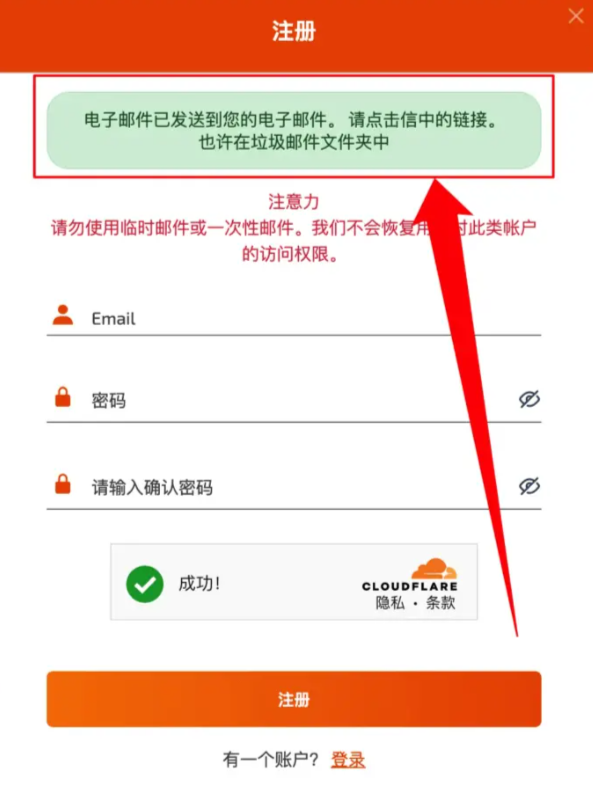 注册
电子邮件已发送到您的电子邮件。 请点击信中的链接。
也许在垃圾邮件文件夹中
注意力
请勿使用临时邮件或一次性邮件。我们不会恢复用 对此类帐户
的访问权限。
Email
密码
请输入确认密码
成功!
CLOUDFLARE
隐私 · 条款
注册
有一个账户? 登录